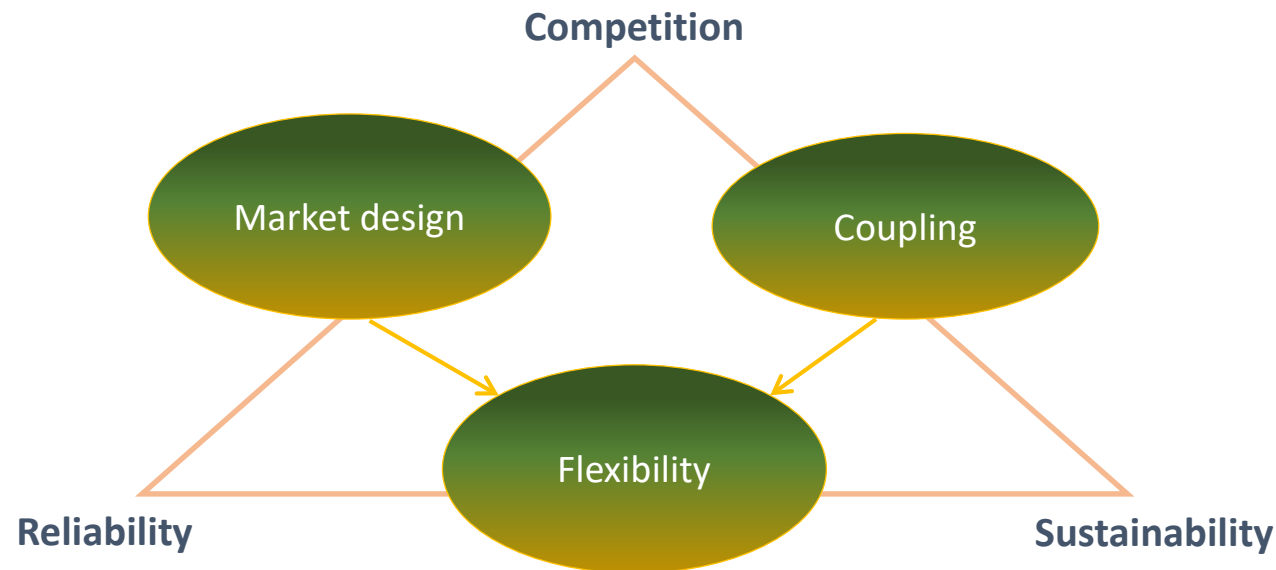 Competition
Market design
Coupling
Flexibility
Reliability
Sustainability